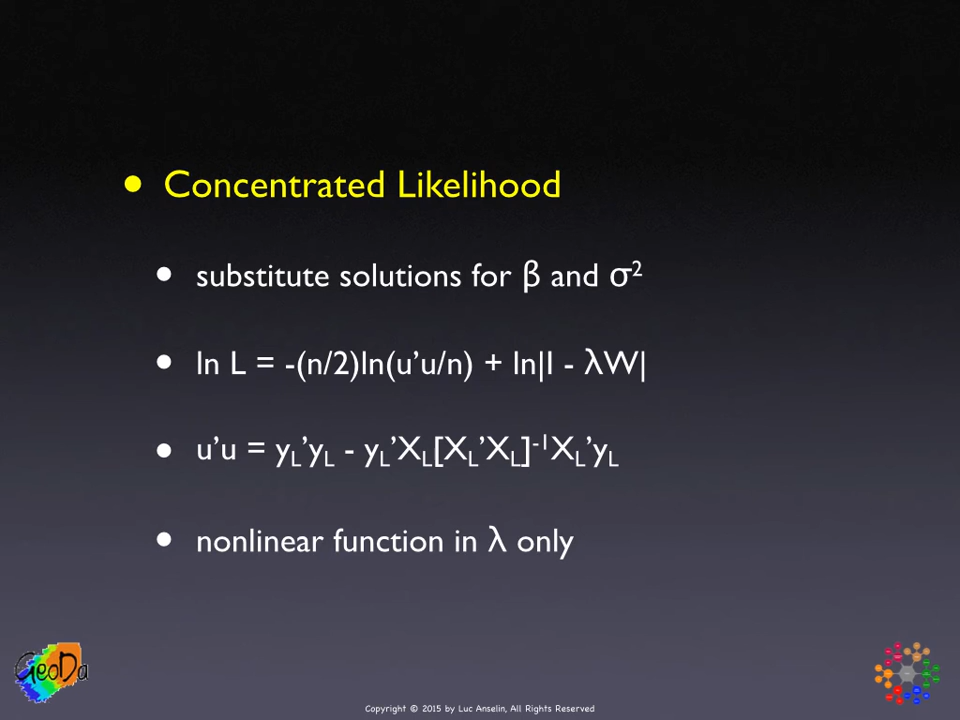 • Concentrated Likelihood
• substitute solutions for β and σ²
• ln L = -(n/2)ln(u’u/n) + ln|I - λW|
• u’u = y_L’y_L - y_L’X_L[X_L’X_L]⁻¹X_L’y_L
• nonlinear function in λ only
GeoDa
Copyright © 2015 by Luc Anselin, All Rights Reserved